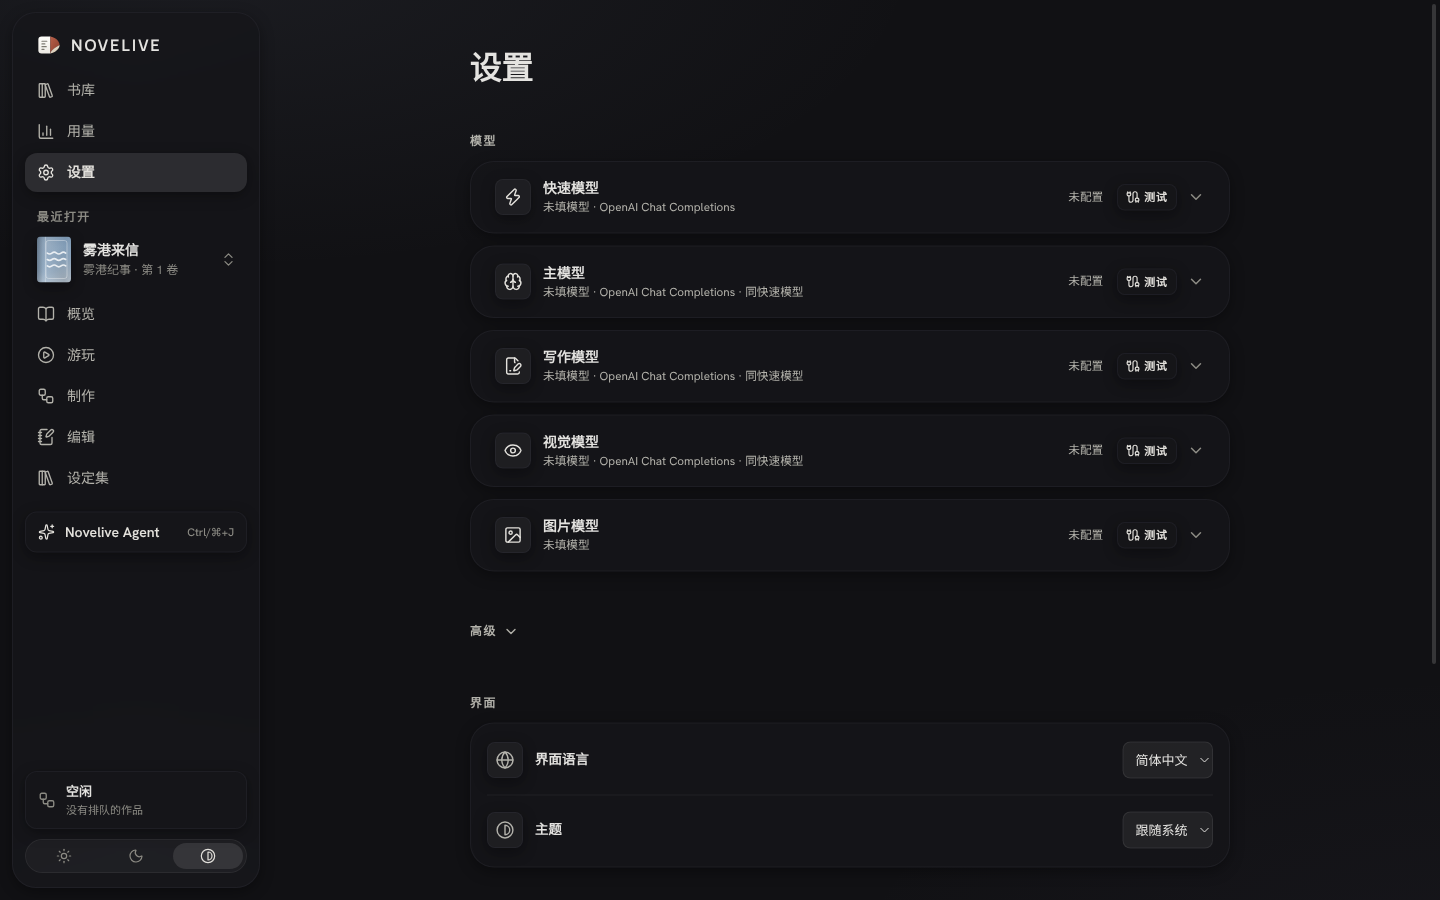 NOVELIVE
书库
用量
设置
最近打开
雾港来信
雾港纪事 · 第 1 卷
概览
游玩
制作
编辑
设定集
Novelive Agent
Ctrl/⌘+J
空闲
没有排队的作品
设置
模型
快速模型
未填模型 · OpenAI Chat Completions
未配置
测试
主模型
未填模型 · OpenAI Chat Completions · 同快速模型
未配置
测试
写作模型
未填模型 · OpenAI Chat Completions · 同快速模型
未配置
测试
视觉模型
未填模型 · OpenAI Chat Completions · 同快速模型
未配置
测试
图片模型
未填模型
未配置
测试
高级
界面
界面语言
简体中文
主题
跟随系统